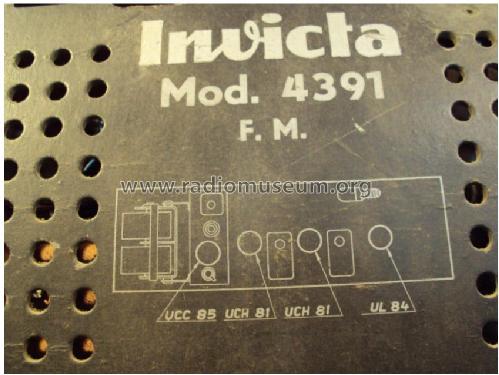 Invicta
Mod. 4391
F. M.
www.radiomuseum.org
UCC 85 UCH 81 UCH 81 UL 84